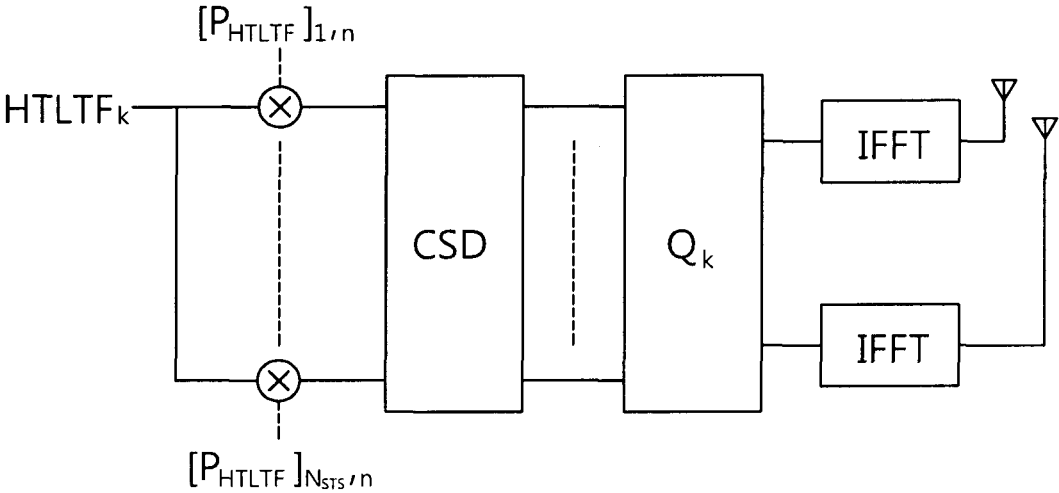 [P_HTLTF]_1,n
HTLTF_k
IFFT
CSD
Q_k
IFFT
[P_HTLTF]_N_STS,n